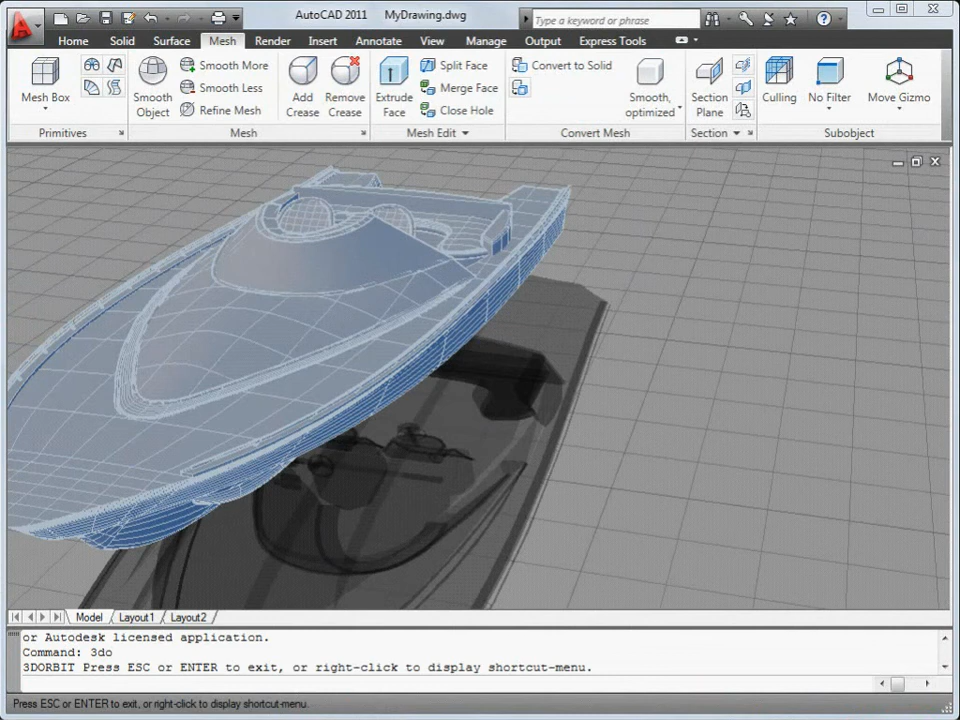 AutoCAD 2011 MyDrawing.dwg
Type a keyword or phrase
Home Solid Surface Mesh Render Insert Annotate View Manage Output Express Tools
Mesh Box
Smooth Object
Smooth More
Smooth Less
Refine Mesh
Add Crease
Remove Crease
Extrude Face
Split Face
Merge Face
Close Hole
Convert to Solid
Smooth, optimized
Section Plane
Culling
No Filter
Move Gizmo
Primitives
Mesh
Mesh Edit
Convert Mesh
Section
Subobject
Model Layout1 Layout2
or Autodesk licensed application.
Command: 3do
3DORBIT Press ESC or ENTER to exit, or right-click to display shortcut-menu.
Press ESC or ENTER to exit, or right-click to display shortcut-menu.